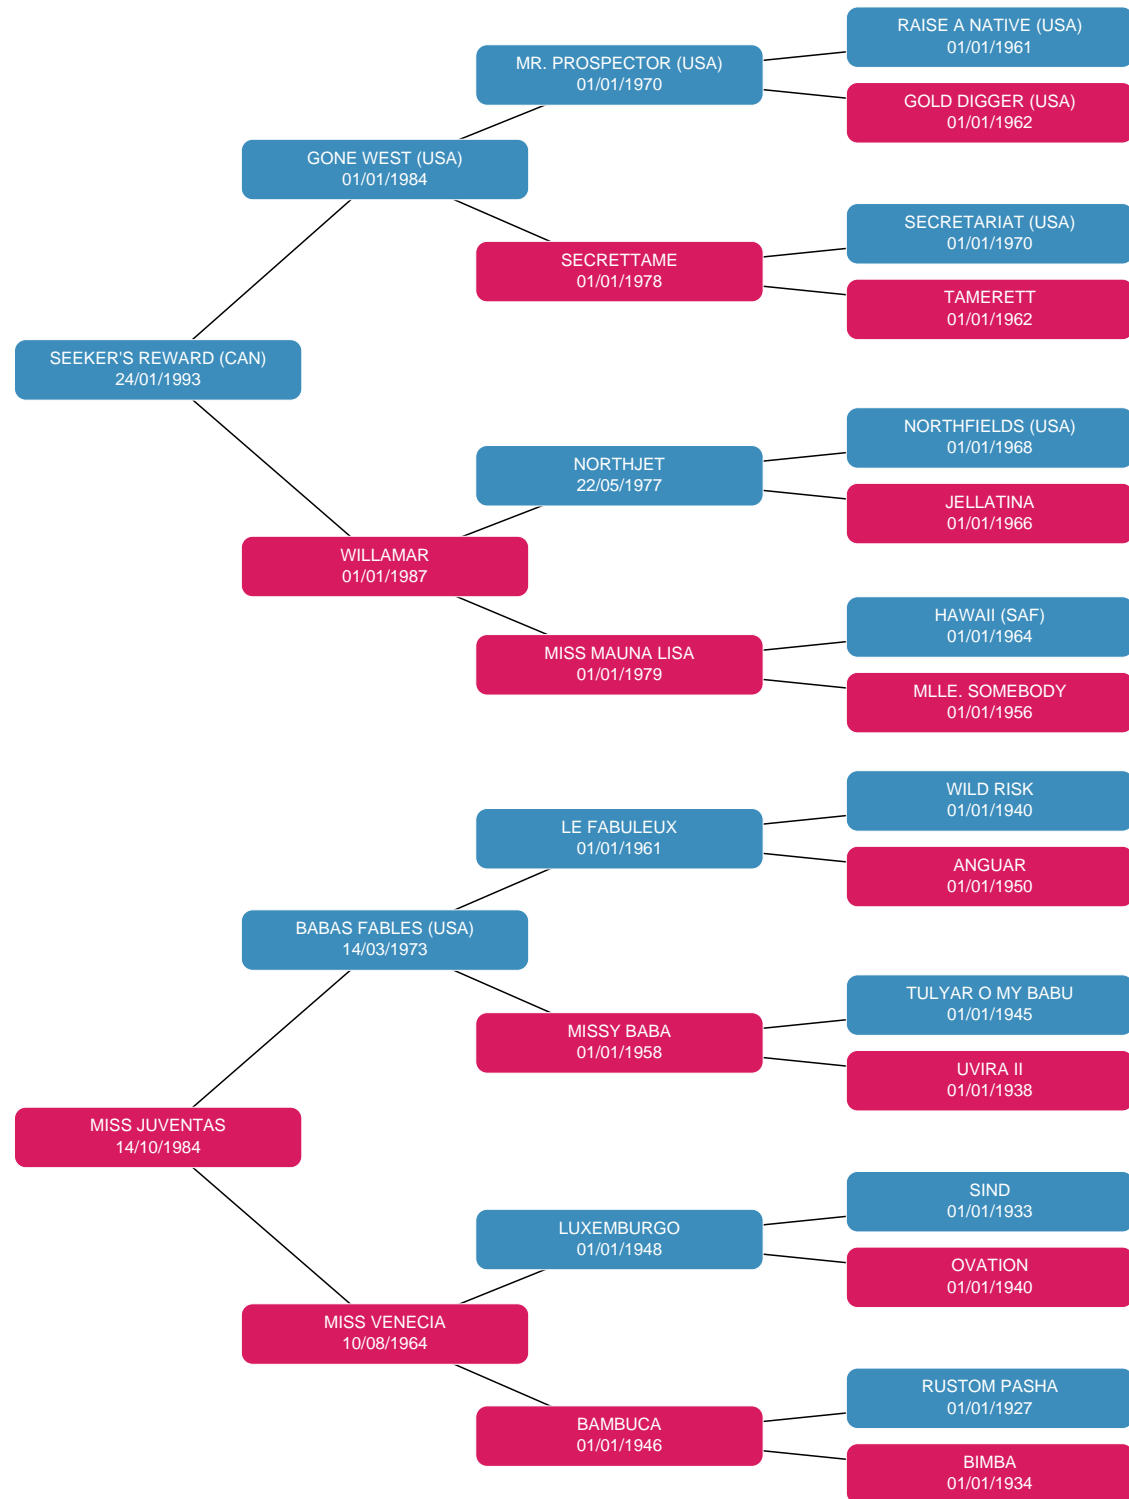 RAISE A NATIVE (USA)
01/01/1961
MR. PROSPECTOR (USA)
01/01/1970
GOLD DIGGER (USA)
01/01/1962
GONE WEST (USA)
01/01/1984
SECRETARIAT (USA)
01/01/1970
SECRETTAME
01/01/1978
TAMERETT
01/01/1962
SEEKER'S REWARD (CAN)
24/01/1993
NORTHFIELDS (USA)
01/01/1968
NORTHJET
22/05/1977
JELLATINA
01/01/1966
WILLAMAR
01/01/1987
HAWAII (SAF)
01/01/1964
MISS MAUNA LISA
01/01/1979
MLLE. SOMEBODY
01/01/1956
WILD RISK
01/01/1940
LE FABULEUX
01/01/1961
ANGUAR
01/01/1950
BABAS FABLES (USA)
14/03/1973
TULYAR O MY BABU
01/01/1945
MISSY BABA
01/01/1958
UVIRA II
01/01/1938
MISS JUVENTAS
14/10/1984
SIND
01/01/1933
LUXEMBURGO
01/01/1948
OVATION
01/01/1940
MISS VENECIA
10/08/1964
RUSTOM PASHA
01/01/1927
BAMBUCA
01/01/1946
BIMBA
01/01/1934